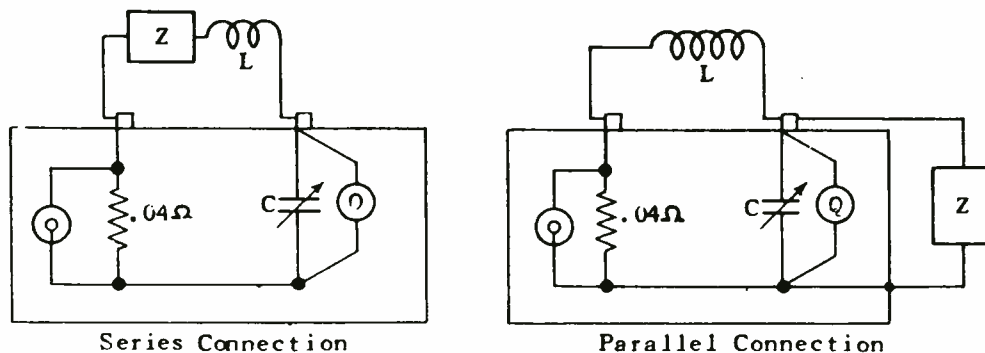 Z
L
.04Ω
C
Series Connection
L
.04Ω
C
Q
Z
Parallel Connection